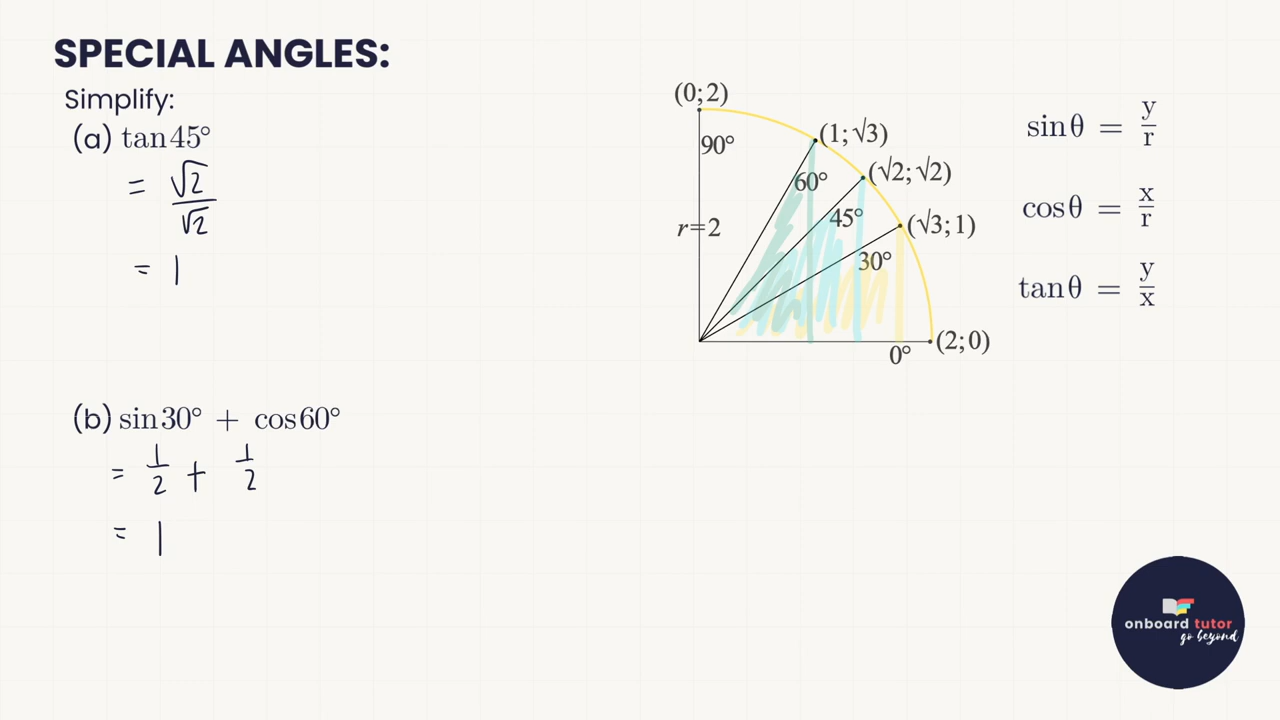 SPECIAL ANGLES:
Simplify:
(a) tan45°
= √2/√2
= 1
(b) sin30° + cos60°
= 1/2 + 1/2
= 1
(0;2)
90°
(1;√3)
60°
(√2;√2)
45°
r=2
(√3;1)
30°
(2;0)
0°
sinθ = y/r
cosθ = x/r
tanθ = y/x
onboard tutor
go beyond